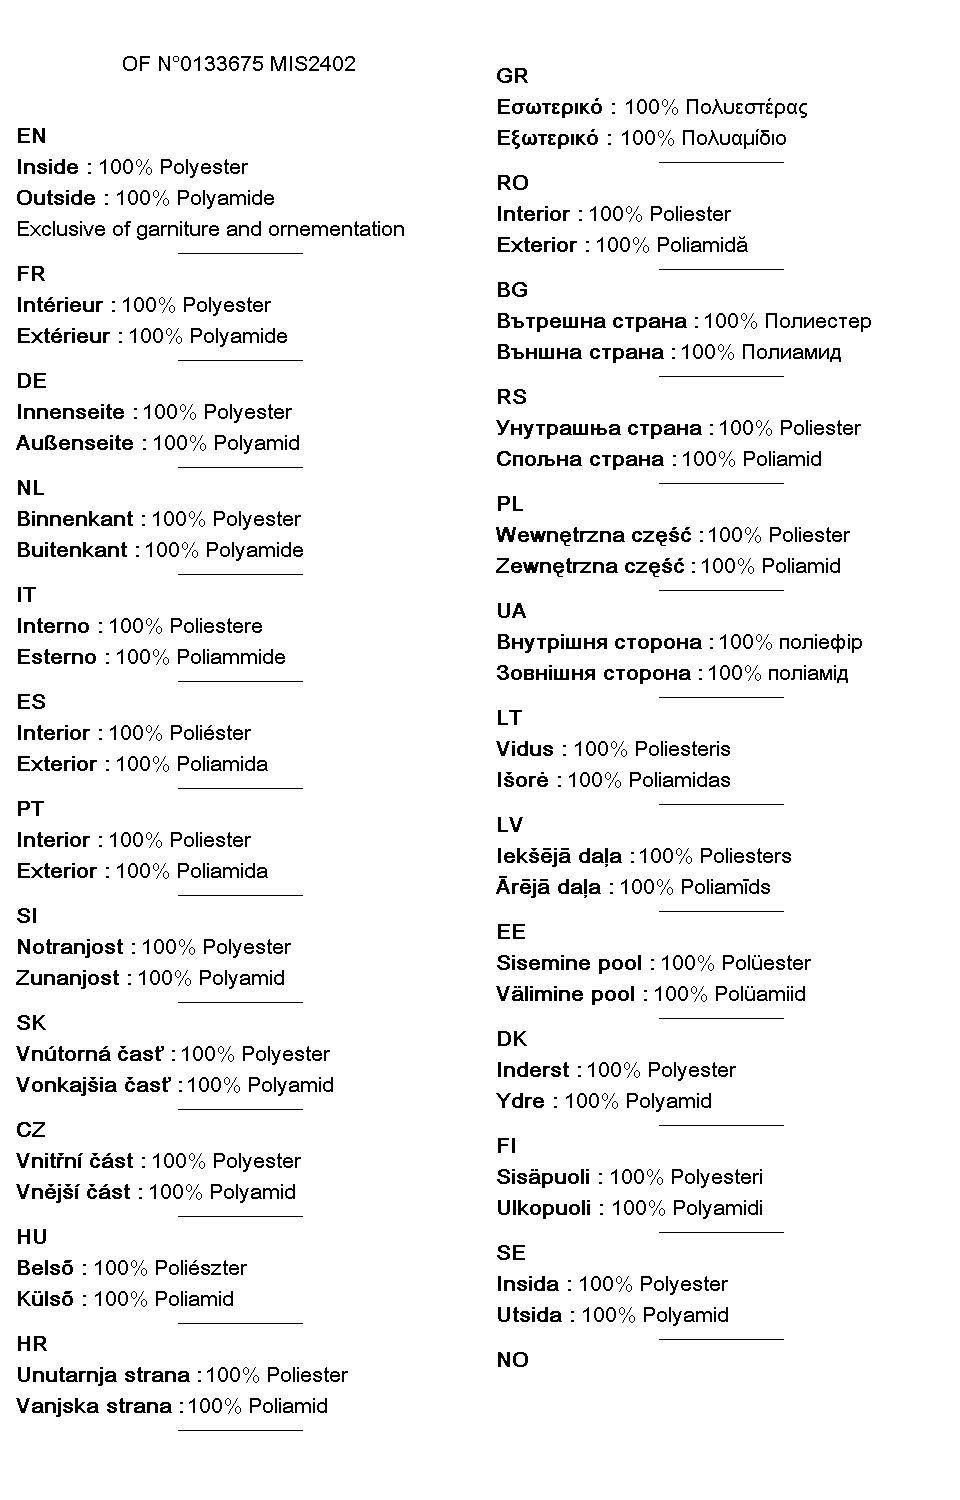 OF N°0133675 MIS2402
EN
Inside : 100% Polyester
Outside : 100% Polyamide
Exclusive of garniture and ornementation
FR
Intérieur : 100% Polyester
Extérieur : 100% Polyamide
DE
Innenseite : 100% Polyester
Außenseite : 100% Polyamid
NL
Binnenkant : 100% Polyester
Buitenkant : 100% Polyamide
IT
Interno : 100% Poliestere
Esterno : 100% Poliammide
ES
Interior : 100% Poliéster
Exterior : 100% Poliamida
PT
Interior : 100% Poliester
Exterior : 100% Poliamida
SI
Notranjost : 100% Polyester
Zunanjost : 100% Polyamid
SK
Vnútorná časť : 100% Polyester
Vonkajšia časť : 100% Polyamid
CZ
Vnitřní část : 100% Polyester
Vnější část : 100% Polyamid
HU
Belsõ : 100% Poliészter
Külsõ : 100% Poliamid
HR
Unutarnja strana : 100% Poliester
Vanjska strana : 100% Poliamid
GR
Εσωτερικό : 100% Πολυεστέρας
Εξωτερικό : 100% Πολυαμίδιο
RO
Interior : 100% Poliester
Exterior : 100% Poliamidă
BG
Вътрешна страна : 100% Полиестер
Външна страна : 100% Полиамид
RS
Унутрашња страна : 100% Poliester
Спољна страна : 100% Poliamid
PL
Wewnętrzna część : 100% Poliester
Zewnętrzna część : 100% Poliamid
UA
Внутрішня сторона : 100% поліефір
Зовнішня сторона : 100% поліамід
LT
Vidus : 100% Poliesteris
Išorė : 100% Poliamidas
LV
Iekšējā daļa : 100% Poliesters
Ārējā daļa : 100% Poliamīds
EE
Sisemine pool : 100% Polüester
Välimine pool : 100% Polüamiid
DK
Inderst : 100% Polyester
Ydre : 100% Polyamid
FI
Sisäpuoli : 100% Polyesteri
Ulkopuoli : 100% Polyamidi
SE
Insida : 100% Polyester
Utsida : 100% Polyamid
NO